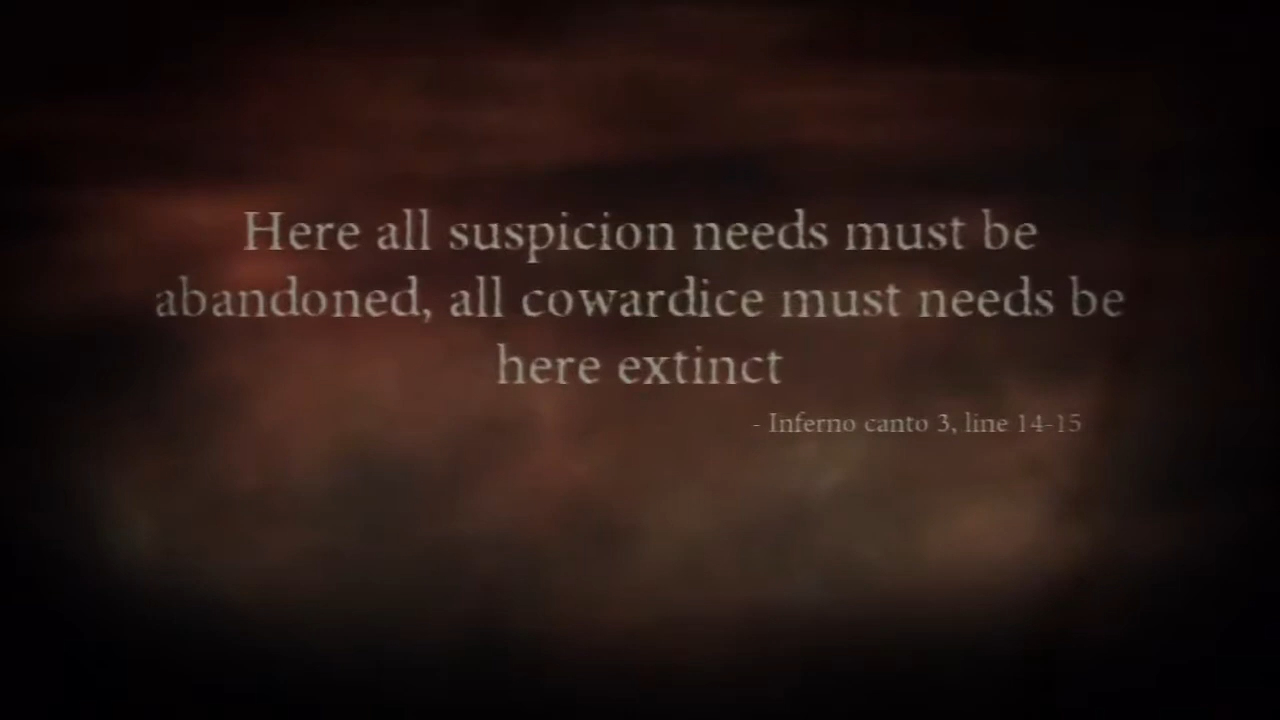 Here all suspicion needs must be
abandoned, all cowardice must needs be
here extinct
- Inferno canto 3, line 14-15